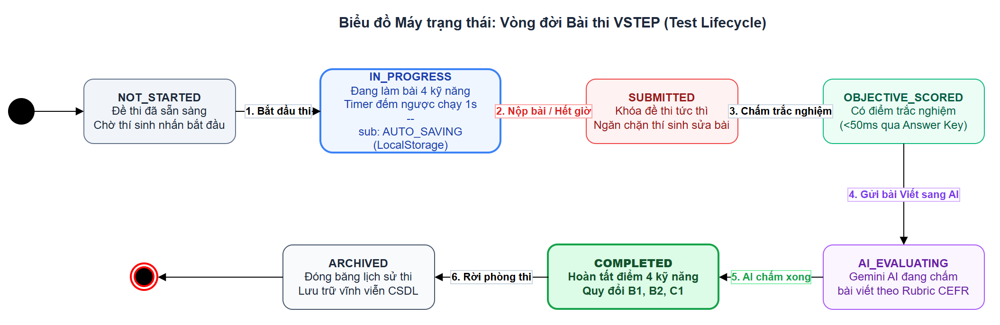 Biểu đồ Máy trạng thái: Vòng đời Bài thi VSTEP (Test Lifecycle)
NOT_STARTED
Đề thi đã sẵn sàng
Chờ thí sinh nhấn bắt đầu
1. Bắt đầu thi
IN_PROGRESS
Đang làm bài 4 kỹ năng
Timer đếm ngược chạy 1s
--
sub: AUTO_SAVING
(LocalStorage)
2. Nộp bài / Hết giờ
SUBMITTED
Khóa đề thi tức thì
Ngăn chặn thí sinh sửa bài
3. Chấm trắc nghiệm
OBJECTIVE_SCORED
Có điểm trắc nghiệm
(<50ms qua Answer Key)
4. Gửi bài Viết sang AI
AI_EVALUATING
Gemini AI đang chấm
bài viết theo Rubric CEFR
5. AI chấm xong
COMPLETED
Hoàn tất điểm 4 kỹ năng
Quy đổi B1, B2, C1
6. Rời phòng thi
ARCHIVED
Đóng băng lịch sử thi
Lưu trữ vĩnh viễn CSDL